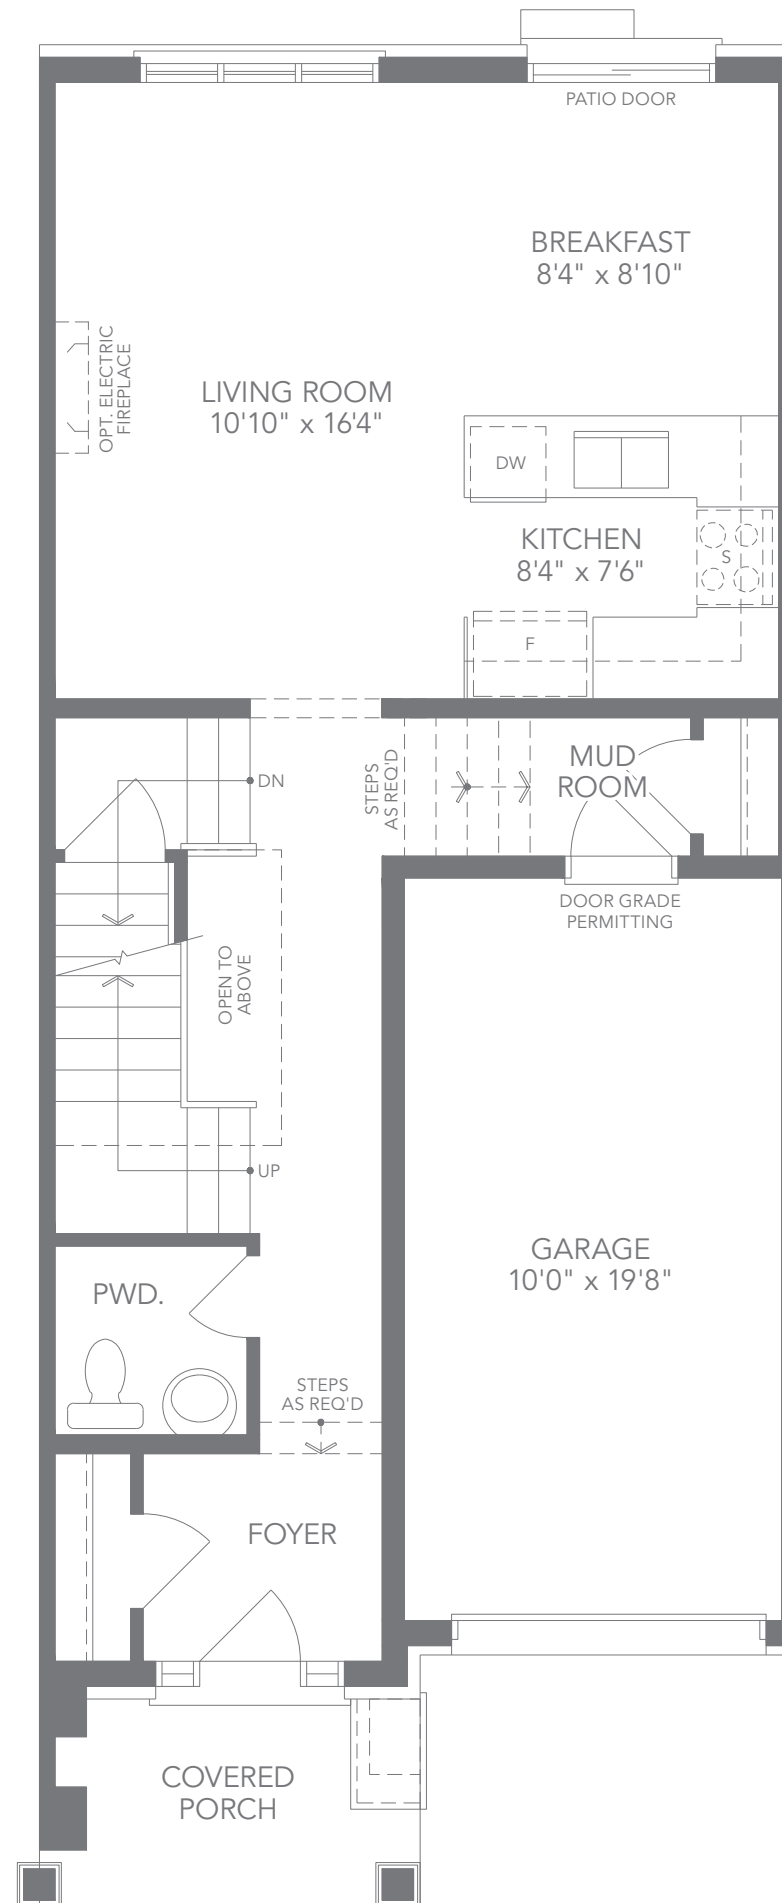 PATIO DOOR
BREAKFAST
8'4" x 8'10"
OPT. ELECTRIC
FIREPLACE
LIVING ROOM
10'10" x 16'4"
DW
KITCHEN
8'4" x 7'6"
S
F
DN
STEPS
AS REQ'D
MUD
ROOM
DOOR GRADE
PERMITTING
OPEN TO
ABOVE
UP
GARAGE
10'0" x 19'8"
PWD.
STEPS
AS REQ'D
FOYER
COVERED
PORCH